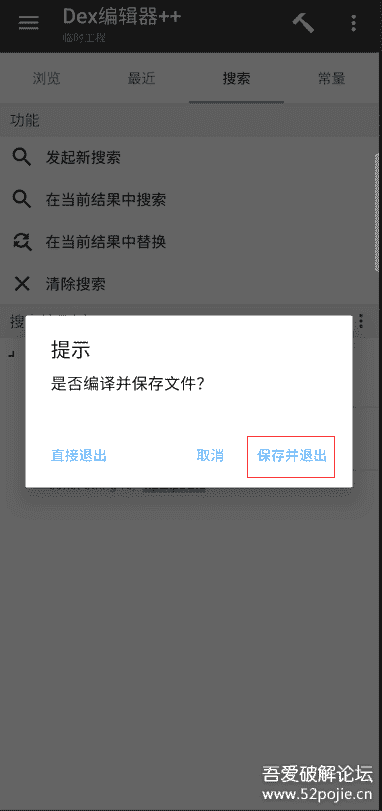 Dex编辑器++
临时工程
浏览
最近
搜索
常量
功能
发起新搜索
在当前结果中搜索
在当前结果中替换
清除搜索
提示
是否编译并保存文件?
直接退出
取消
保存并退出
吾爱破解论坛
www.52pojie.cn